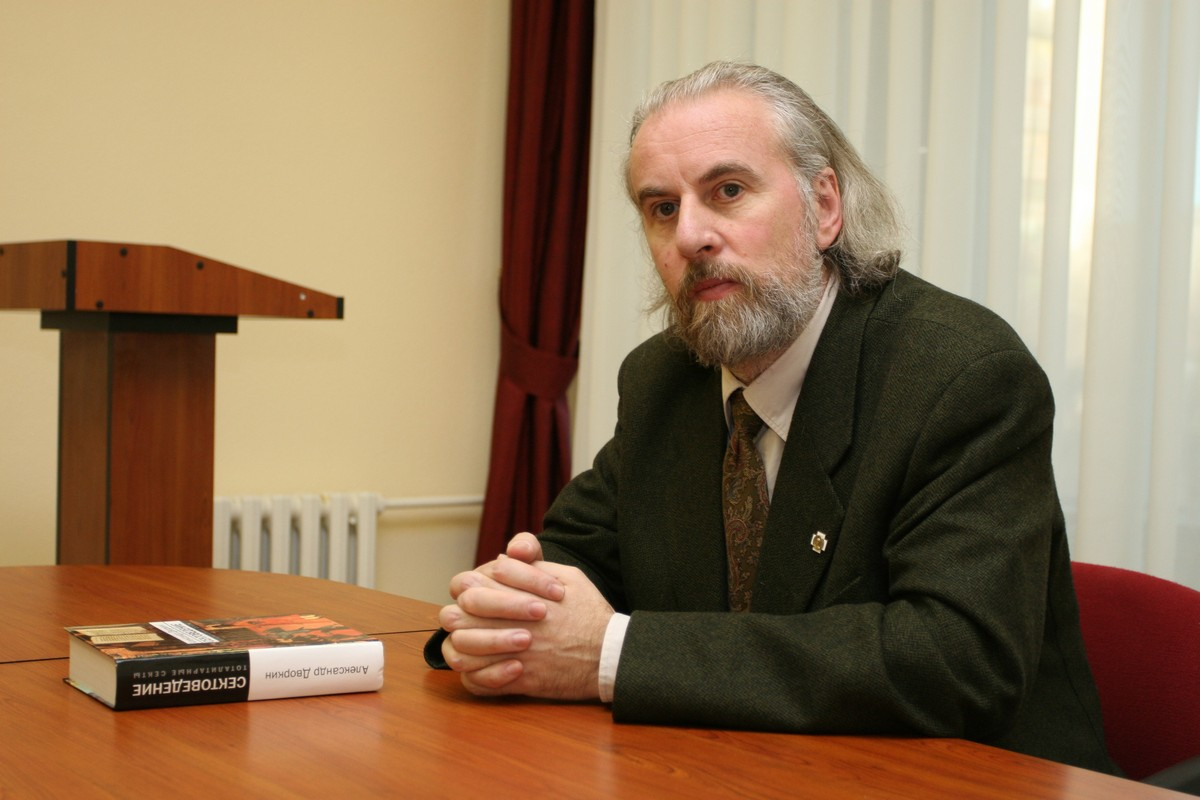 Александр Дворкин
СЕКТОВЕДЕНИЕ
ТОТАЛИТАРНЫЕ СЕКТЫ